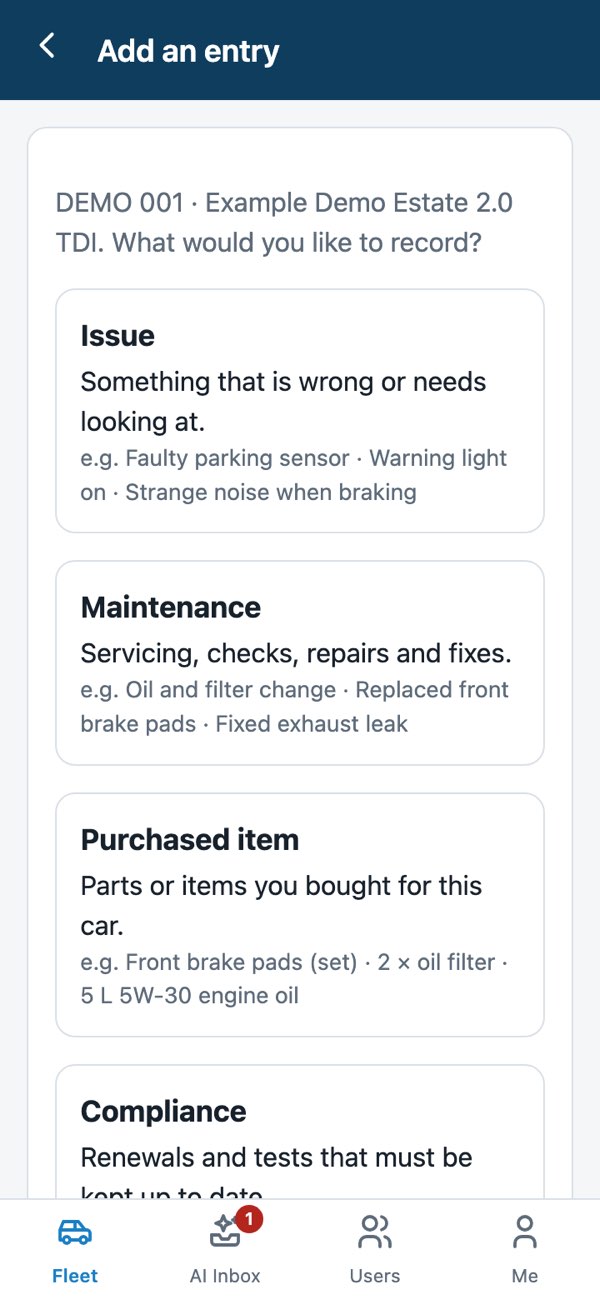 Add an entry
DEMO 001 · Example Demo Estate 2.0
TDI. What would you like to record?
Issue
Something that is wrong or needs
looking at.
e.g. Faulty parking sensor · Warning light
on · Strange noise when braking
Maintenance
Servicing, checks, repairs and fixes.
e.g. Oil and filter change · Replaced front
brake pads · Fixed exhaust leak
Purchased item
Parts or items you bought for this
car.
e.g. Front brake pads (set) · 2 × oil filter ·
5 L 5W-30 engine oil
Compliance
Renewals and tests that must be
kept up to date
1
Fleet
AI Inbox
Users
Me